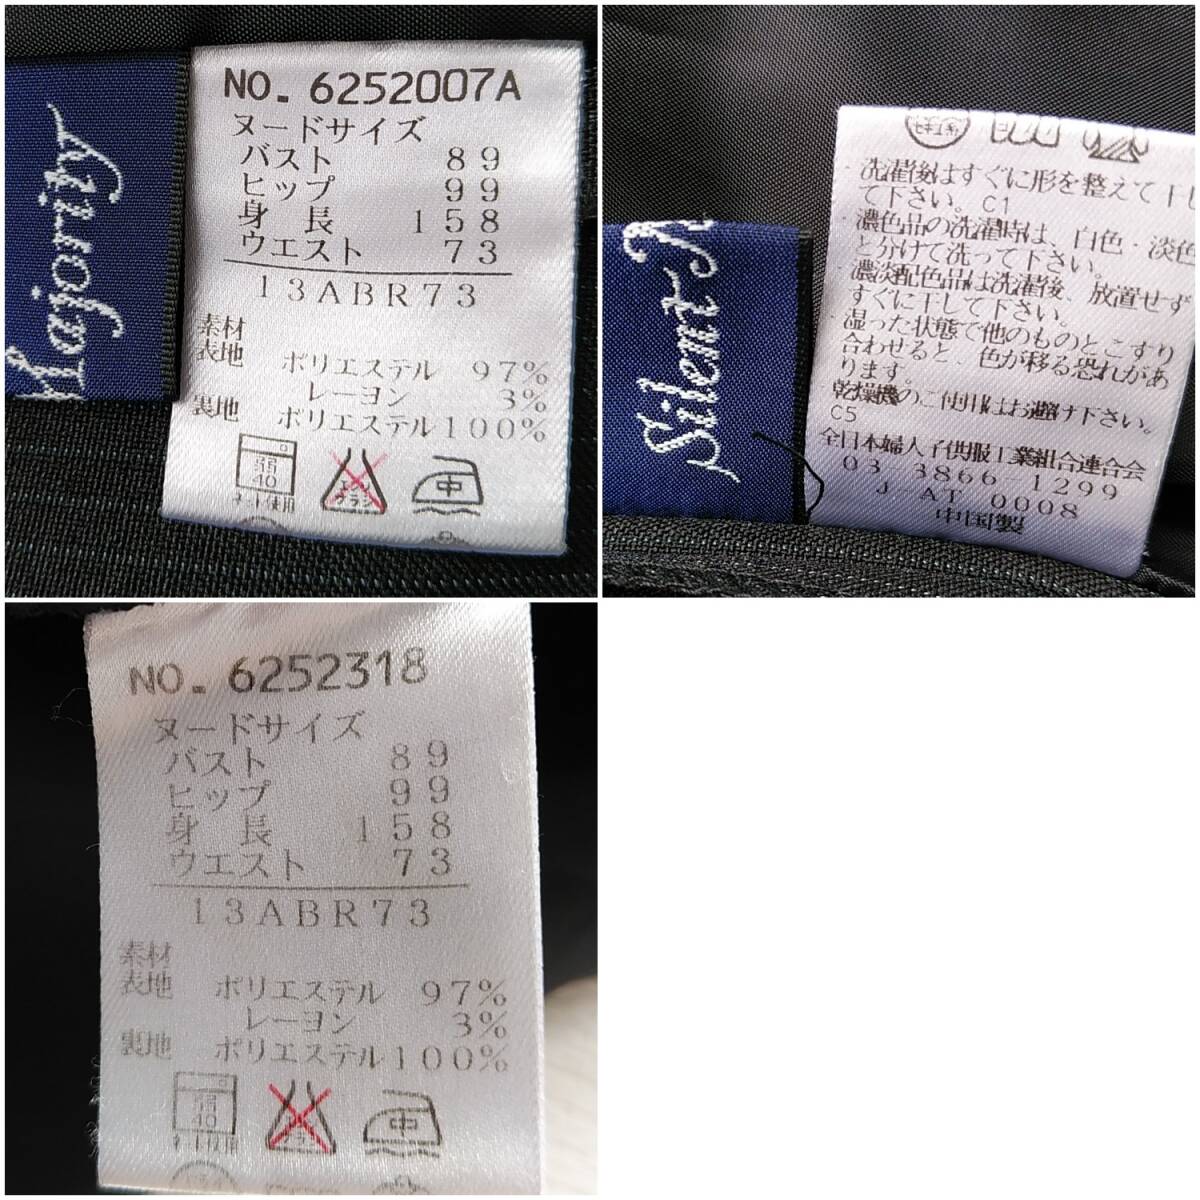 Majority
NO. 6252007A
ヌードサイズ
バスト 89
ヒップ 99
身長 158
ウエスト 73
13ABR73
素材
表地 ポリエステル 97%
レーヨン 3%
裏地 ポリエステル100%
弱
40
ネット使用
エンソ
ブラシ
中
Silent
セキユ系
・洗濯後はすぐに形を整えて干し
て下さい。C1
・濃色品の洗濯時は、白色・淡色
と分けて洗って下さい。
・濃淡配色品は洗濯後、放置せず
すぐに干して下さい。
・湿った状態で他のものとこすり
合わせると、色が移る恐れがあ
ります。
乾燥機のご使用はお避け下さい。
C5
全日本婦人子供服工業組合連合会
03 3866-1299
J AT 0008
中国製
NO. 6252318
ヌードサイズ
バスト 89
ヒップ 99
身長 158
ウエスト 73
13ABR73
素材
表地 ポリエステル 97%
レーヨン 3%
裏地 ポリエステル100%
弱
40
ネット使用
中